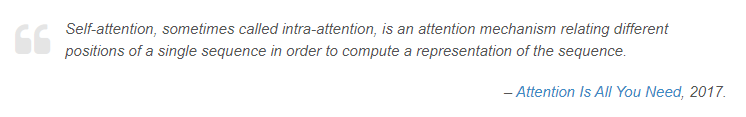 Self-attention, sometimes called intra-attention, is an attention mechanism relating different
positions of a single sequence in order to compute a representation of the sequence.
– Attention Is All You Need, 2017.